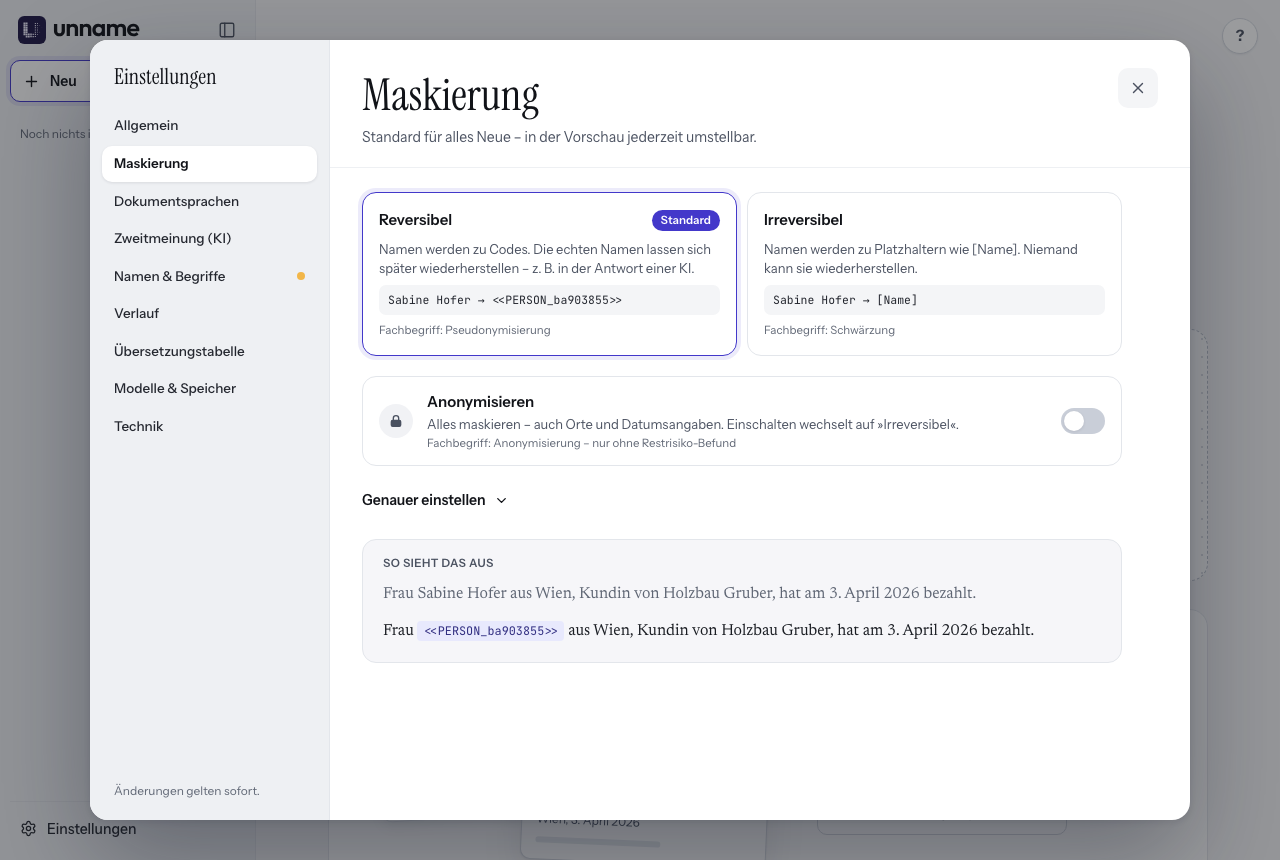 unname
?
+ Neu
Noch nichts
Einstellungen
Allgemein
Maskierung
Dokumentsprachen
Zweitmeinung (KI)
Namen & Begriffe
Verlauf
Übersetzungstabelle
Modelle & Speicher
Technik
Änderungen gelten sofort.
Einstellungen
Maskierung
Standard für alles Neue – in der Vorschau jederzeit umstellbar.
Reversibel
Standard
Namen werden zu Codes. Die echten Namen lassen sich
später wiederherstellen – z. B. in der Antwort einer KI.
Sabine Hofer → <<PERSON_ba903855>>
Fachbegriff: Pseudonymisierung
Irreversibel
Namen werden zu Platzhaltern wie [Name]. Niemand
kann sie wiederherstellen.
Sabine Hofer → [Name]
Fachbegriff: Schwärzung
Anonymisieren
Alles maskieren – auch Orte und Datumsangaben. Einschalten wechselt auf »Irreversibel«.
Fachbegriff: Anonymisierung – nur ohne Restrisiko-Befund
Genauer einstellen
SO SIEHT DAS AUS
Frau Sabine Hofer aus Wien, Kundin von Holzbau Gruber, hat am 3. April 2026 bezahlt.
Frau <<PERSON_ba903855>> aus Wien, Kundin von Holzbau Gruber, hat am 3. April 2026 bezahlt.
Wien, 3. April 2026